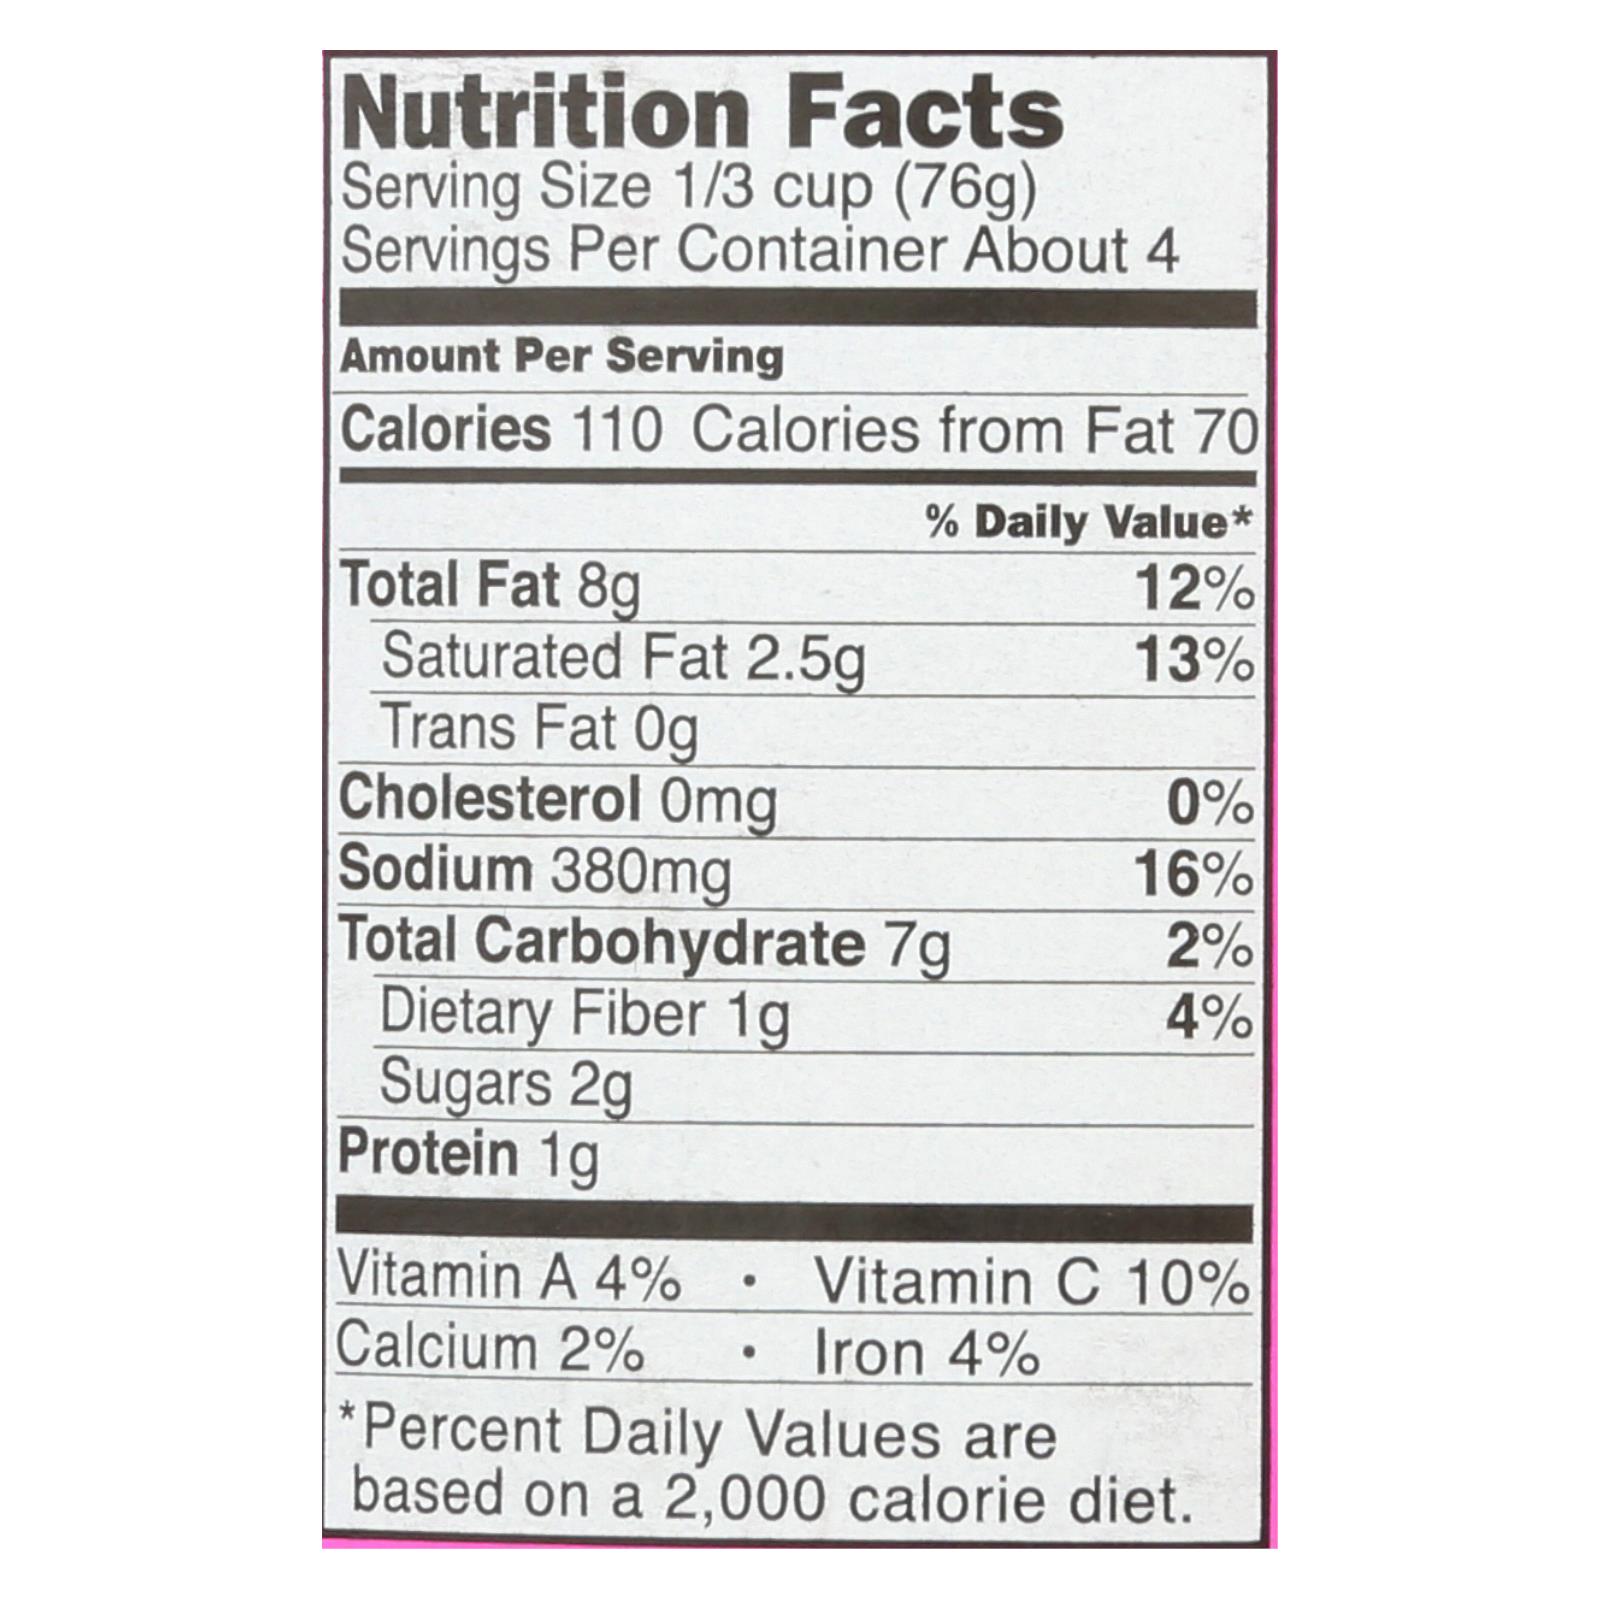 Nutrition Facts
Serving Size 1/3 cup (76g)
Servings Per Container About 4
Amount Per Serving
Calories 110 Calories from Fat 70
% Daily Value*
Total Fat 8g 12%
Saturated Fat 2.5g 13%
Trans Fat 0g
Cholesterol 0mg 0%
Sodium 380mg 16%
Total Carbohydrate 7g 2%
Dietary Fiber 1g 4%
Sugars 2g
Protein 1g
Vitamin A 4% • Vitamin C 10%
Calcium 2% • Iron 4%
*Percent Daily Values are
based on a 2,000 calorie diet.